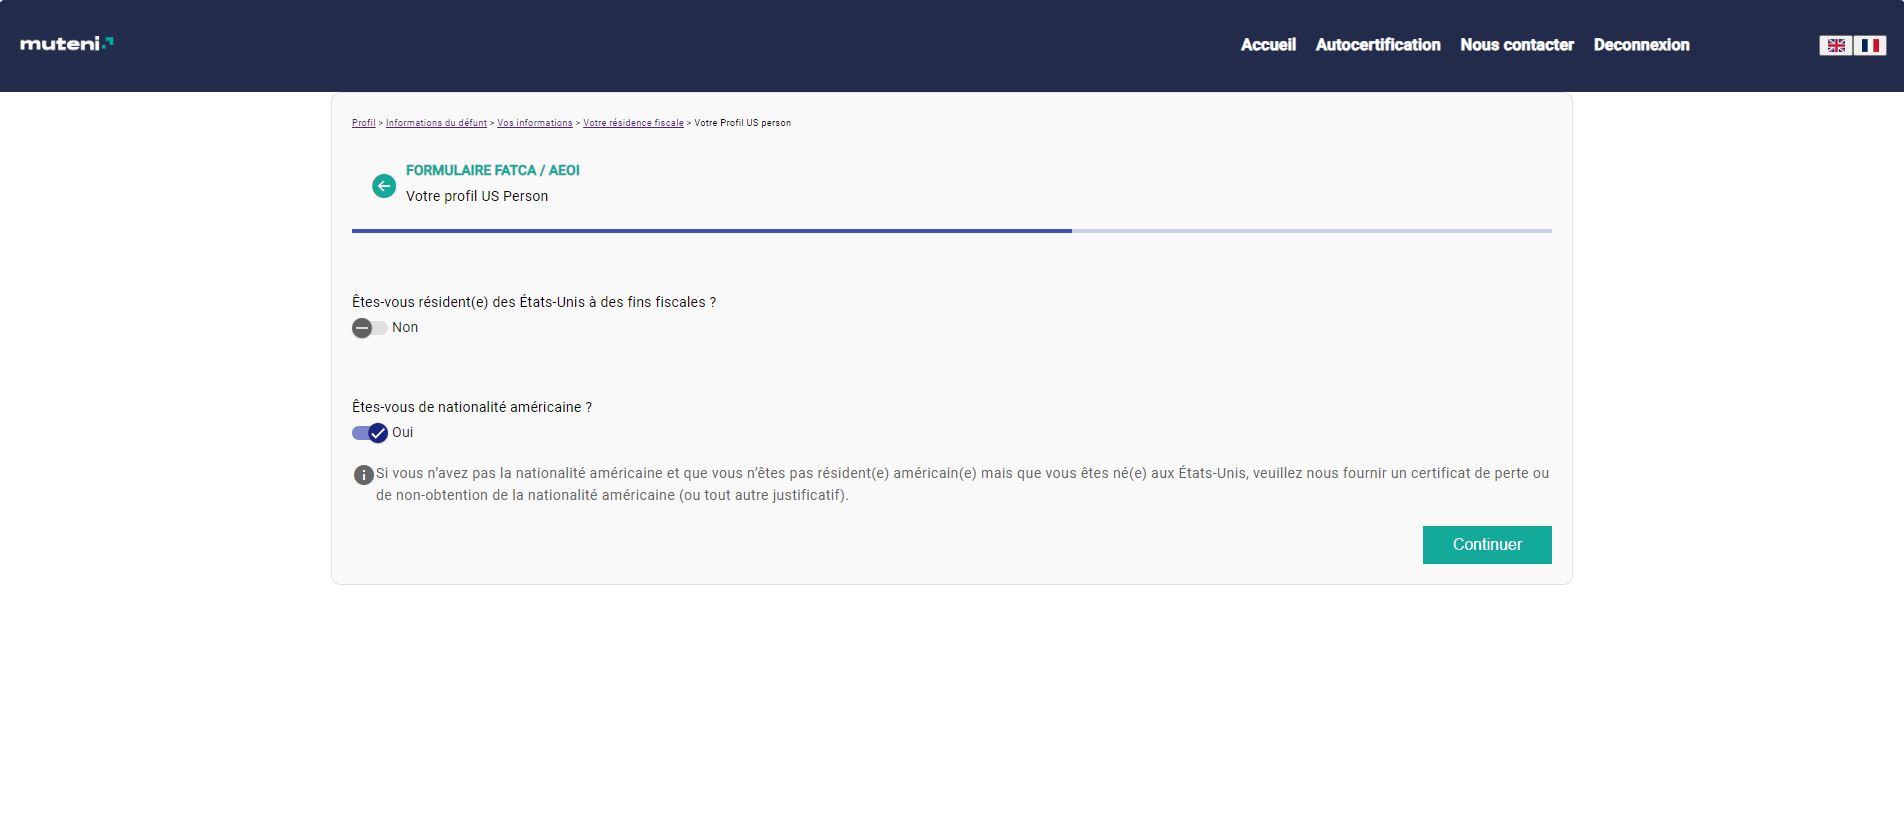 muteni
Accueil Autocertification Nous contacter Deconnexion
Profil > Informations du défunt > Vos informations > Votre résidence fiscale > Votre Profil US person
FORMULAIRE FATCA / AEOI
Votre profil US Person
Êtes-vous résident(e) des États-Unis à des fins fiscales ?
Non
Êtes-vous de nationalité américaine ?
Oui
Si vous n’avez pas la nationalité américaine et que vous n’êtes pas résident(e) américain(e) mais que vous êtes né(e) aux États-Unis, veuillez nous fournir un certificat de perte ou
de non-obtention de la nationalité américaine (ou tout autre justificatif).
Continuer